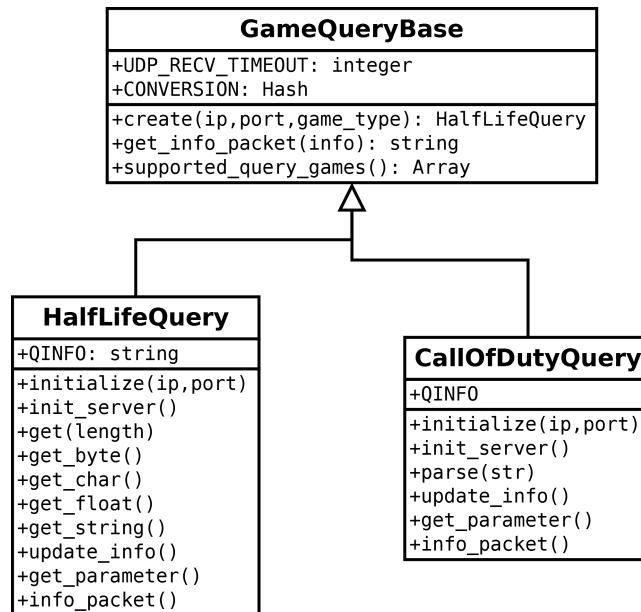 GameQueryBase
+UDP_RECV_TIMEOUT: integer
+CONVERSION: Hash
+create(ip,port,game_type): HalfLifeQuery
+get_info_packet(info): string
+supported_query_games(): Array
HalfLifeQuery
+QINFO: string
+initialize(ip,port)
+init_server()
+get(length)
+get_byte()
+get_char()
+get_float()
+get_string()
+update_info()
+get_parameter()
+info_packet()
CallOfDutyQuery
+QINFO
+initialize(ip,port)
+init_server()
+parse(str)
+update_info()
+get_parameter()
+info_packet()